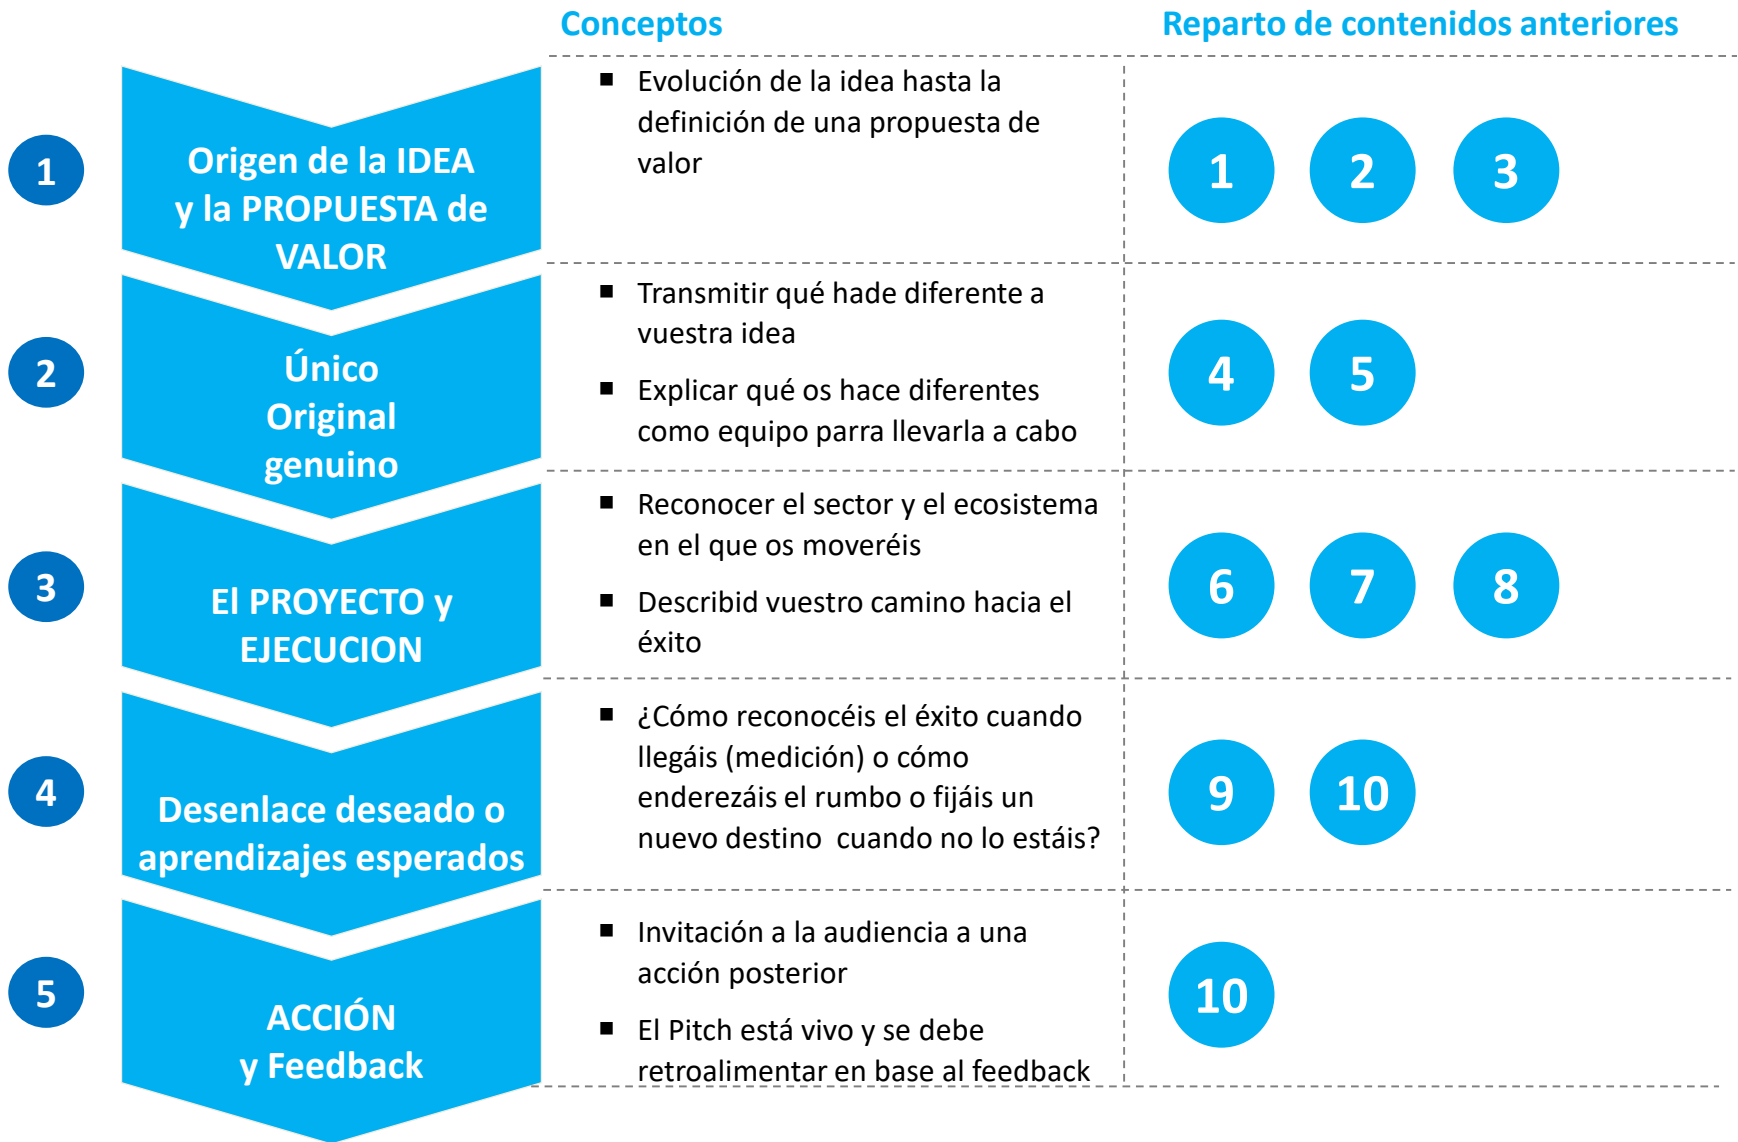 Conceptos
Reparto de contenidos anteriores
1
Origen de la IDEA
y la PROPUESTA de
VALOR
■ Evolución de la idea hasta la
definición de una propuesta de
valor
1 2 3
2
Único
Original
genuino
■ Transmitir qué hade diferente a
vuestra idea
■ Explicar qué os hace diferentes
como equipo parra llevarla a cabo
4 5
3
El PROYECTO y
EJECUCION
■ Reconocer el sector y el ecosistema
en el que os moveréis
■ Describid vuestro camino hacia el
éxito
6 7 8
4
Desenlace deseado o
aprendizajes esperados
■ ¿Cómo reconocéis el éxito cuando
llegáis (medición) o cómo
enderezáis el rumbo o fijáis un
nuevo destino cuando no lo estáis?
9 10
5
ACCIÓN
y Feedback
■ Invitación a la audiencia a una
acción posterior
■ El Pitch está vivo y se debe
retroalimentar en base al feedback
10